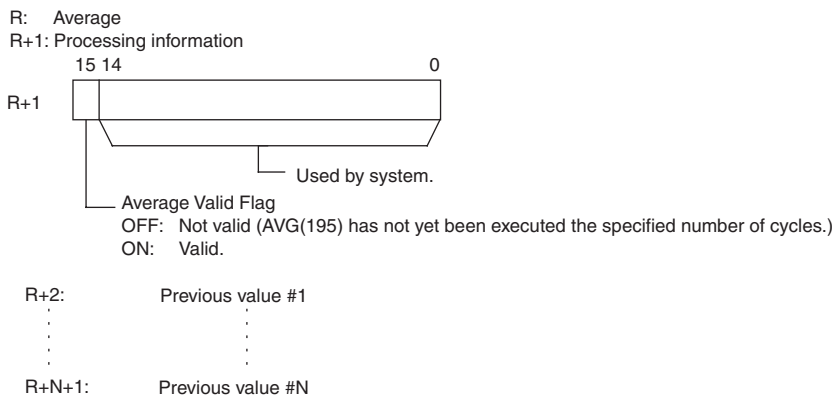 R: Average
R+1: Processing information
15 14 0
R+1
Used by system.
Average Valid Flag
OFF: Not valid (AVG(195) has not yet been executed the specified number of cycles.)
ON: Valid.
R+2: Previous value #1
R+N+1: Previous value #N